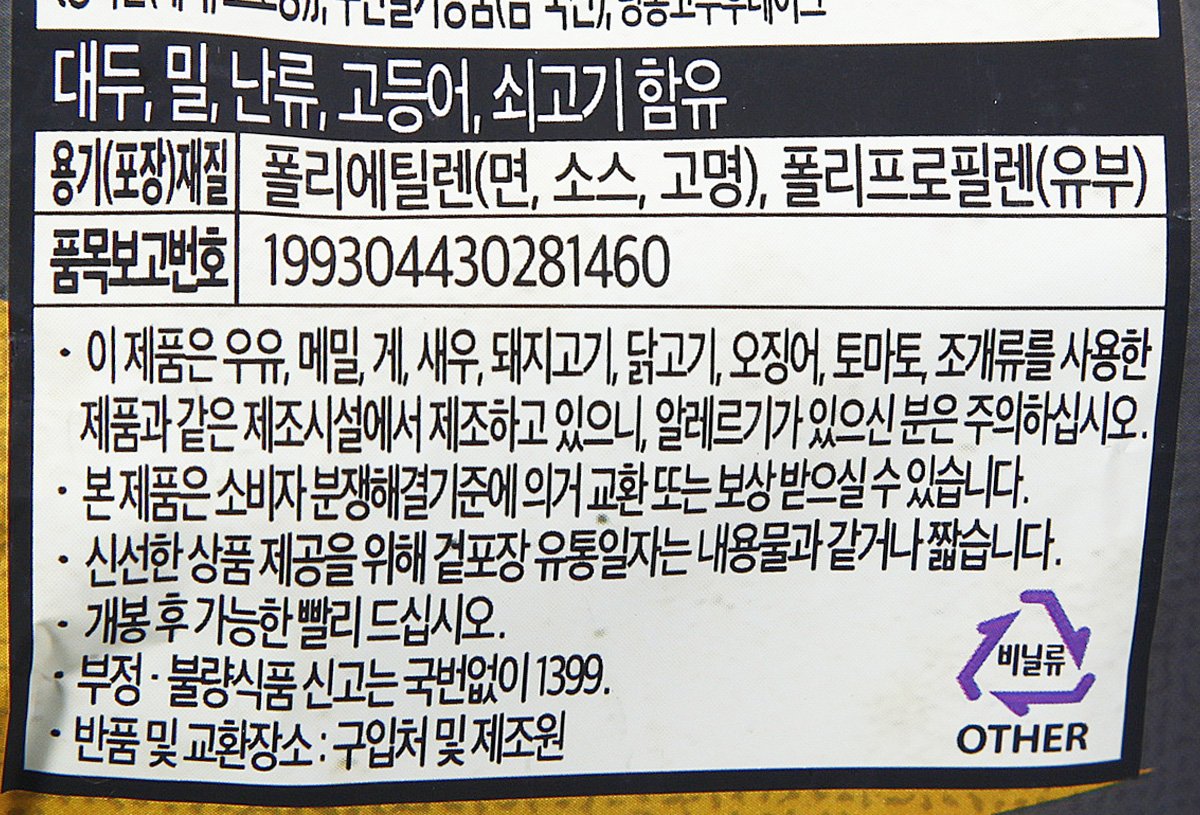 대두, 밀, 난류, 고등어, 쇠고기 함유
용기(포장)재질 폴리에틸렌(면, 소스, 고명), 폴리프로필렌(유부)
품목보고번호 199304430281460
· 이 제품은 우유, 메밀, 게, 새우, 돼지고기, 닭고기, 오징어, 토마토, 조개류를 사용한
제품과 같은 제조시설에서 제조하고 있으니, 알레르기가 있으신 분은 주의하십시오.
· 본 제품은 소비자 분쟁해결기준에 의거 교환 또는 보상 받으실 수 있습니다.
· 신선한 상품 제공을 위해 겉포장 유통일자는 내용물과 같거나 짧습니다.
· 개봉 후 가능한 빨리 드십시오.
· 부정 · 불량식품 신고는 국번없이 1399.
· 반품 및 교환장소 : 구입처 및 제조원
비닐류
OTHER